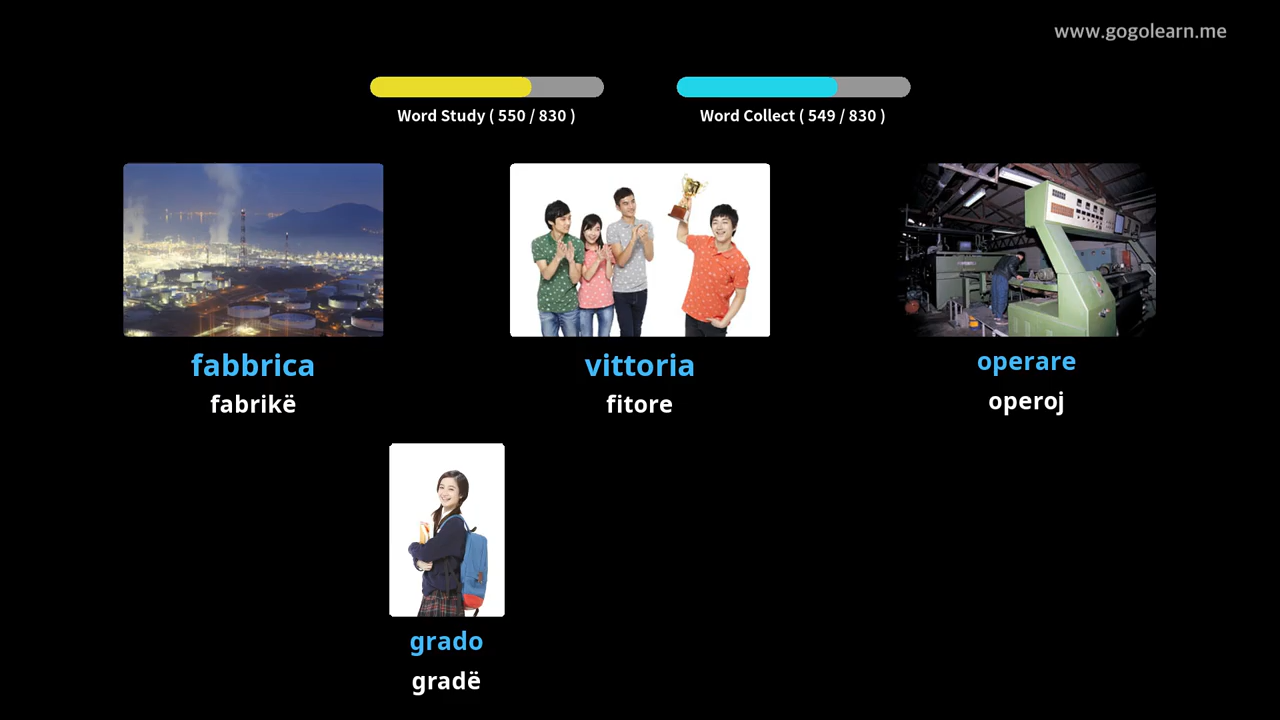 www.gogolearn.me
Word Study ( 550 / 830 )
Word Collect ( 549 / 830 )
fabbrica
fabrikë
vittoria
fitore
operare
operoj
grado
gradë